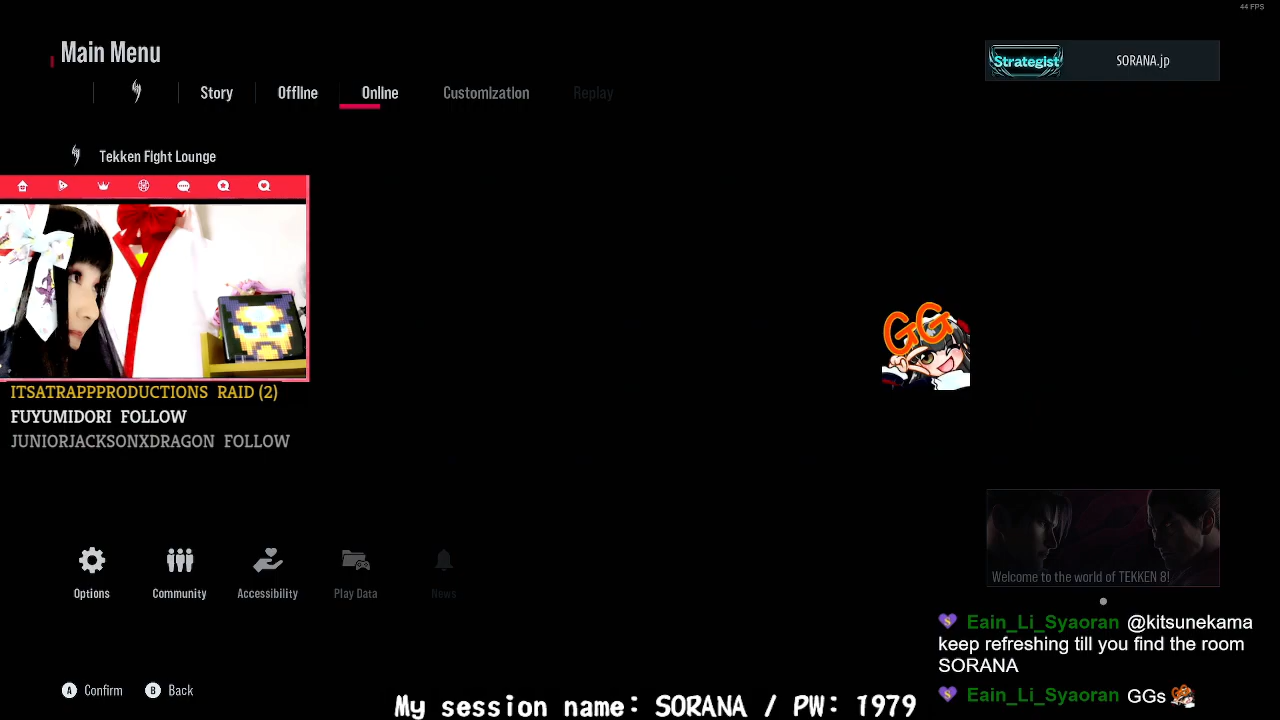 44 FPS
Main Menu
Strategist SORANA.jp
Story Offline Online Customization Replay
Tekken Fight Lounge
GG
ITSATRAPPPRODUCTIONS RAID (2)
FUYUMIDORI FOLLOW
JUNIORJACKSONXDRAGON FOLLOW
Options Community Accessibility Play Data News
Welcome to the world of TEKKEN 8!
Eain_Li_Syaoran @kitsunekama
keep refreshing till you find the room
SORANA
Eain_Li_Syaoran GGs
A Confirm B Back
My session name: SORANA / PW: 1979